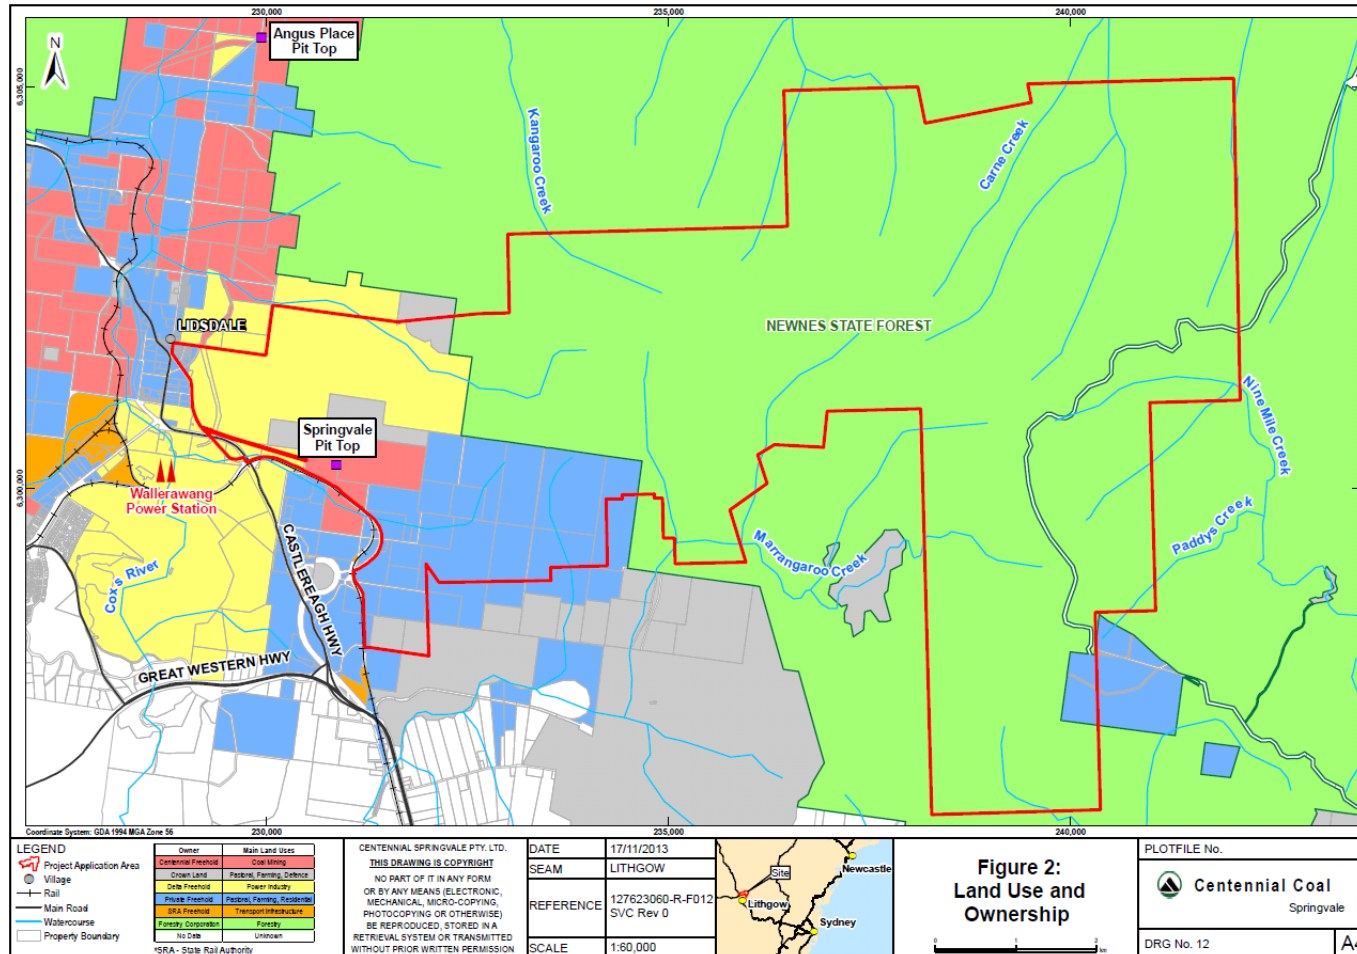 230,000
235,000
240,000
Angus Place
Pit Top
N
6,305,000
Kangaroo Creek
Carne Creek
NEWNES STATE FOREST
LIDSDALE
Nine Mile Creek
Springvale
Pit Top
Wallerawang
Power Station
6,300,000
Paddys Creek
Marrangaroo Creek
CASTLEREAGH HWY
Cox's River
GREAT WESTERN HWY
Coordinate System: GDA 1994 MGA Zone 56
230,000
235,000
240,000
LEGEND
Project Application Area
Village
Rail
Main Road
Watercourse
Property Boundary
Owner Main Land Uses
Centennial Freehold Coal Mining
Crown Land Pastoral, Farming, Defence
Delta Freehold Power Industry
Private Freehold Pastoral, Farming, Residential
SRA Freehold Transport Infrastructure
Forestry Corporation Forestry
No Data Unknown
*SRA - State Rail Authority
CENTENNIAL SPRINGVALE PTY. LTD.
THIS DRAWING IS COPYRIGHT
NO PART OF IT IN ANY FORM
OR BY ANY MEANS (ELECTRONIC,
MECHANICAL, MICRO-COPYING,
PHOTOCOPYING OR OTHERWISE)
BE REPRODUCED, STORED IN A
RETRIEVAL SYSTEM OR TRANSMITTED
WITHOUT PRIOR WRITTEN PERMISSION
DATE 17/11/2013
SEAM LITHGOW
REFERENCE 127623060-R-F012
SVC Rev 0
SCALE 1:60,000
Newcastle
Site
Lithgow
Sydney
Figure 2:
Land Use and
Ownership
0 1 2
km
PLOTFILE No.
Centennial Coal
Springvale
DRG No. 12
A4